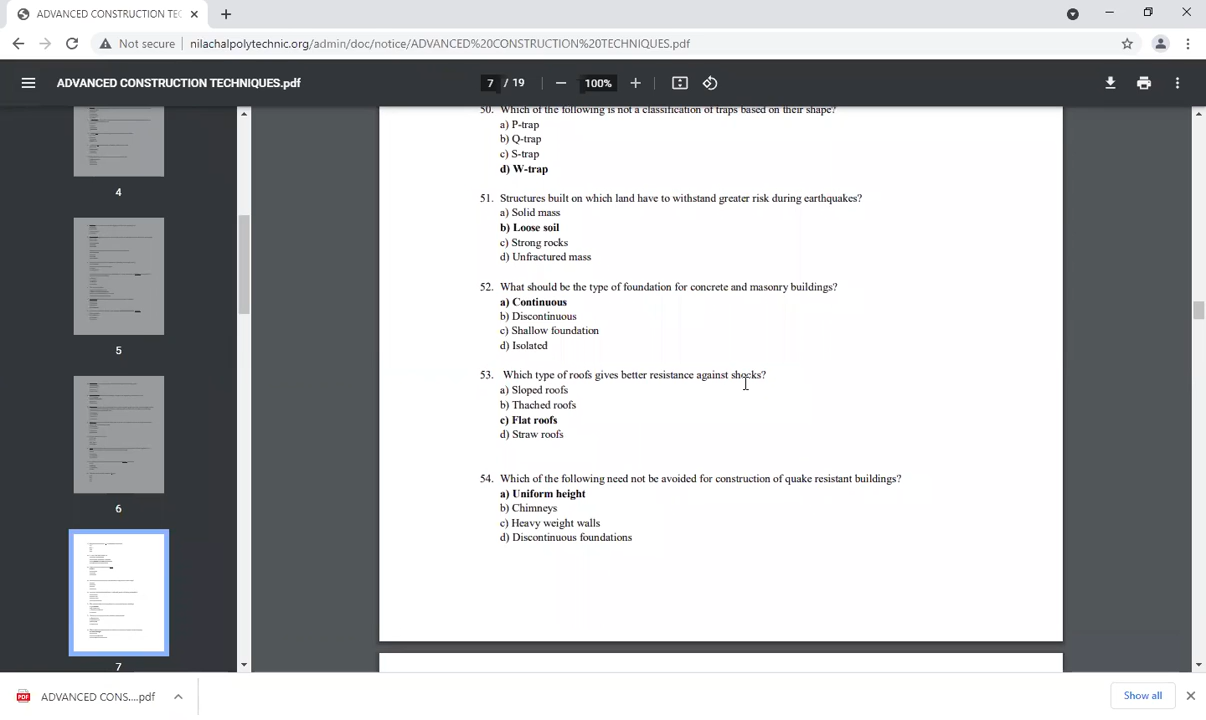 ADVANCED CONSTRUCTION TEC
Not secure nilachalpolytechnic.org/admin/doc/notice/ADVANCED%20CONSTRUCTION%20TECHNIQUES.pdf
ADVANCED CONSTRUCTION TECHNIQUES.pdf 7 / 19 100%
4
5
6
7
50. Which of the following is not a classification of traps based on their shape?
a) P-trap
b) Q-trap
c) S-trap
d) W-trap
51. Structures built on which land have to withstand greater risk during earthquakes?
a) Solid mass
b) Loose soil
c) Strong rocks
d) Unfractured mass
52. What should be the type of foundation for concrete and masonry buildings?
a) Continuous
b) Discontinuous
c) Shallow foundation
d) Isolated
53. Which type of roofs gives better resistance against shocks?
a) Sloped roofs
b) Thached roofs
c) Flat roofs
d) Straw roofs
54. Which of the following need not be avoided for construction of quake resistant buildings?
a) Uniform height
b) Chimneys
c) Heavy weight walls
d) Discontinuous foundations
PDF ADVANCED CONS....pdf
Show all